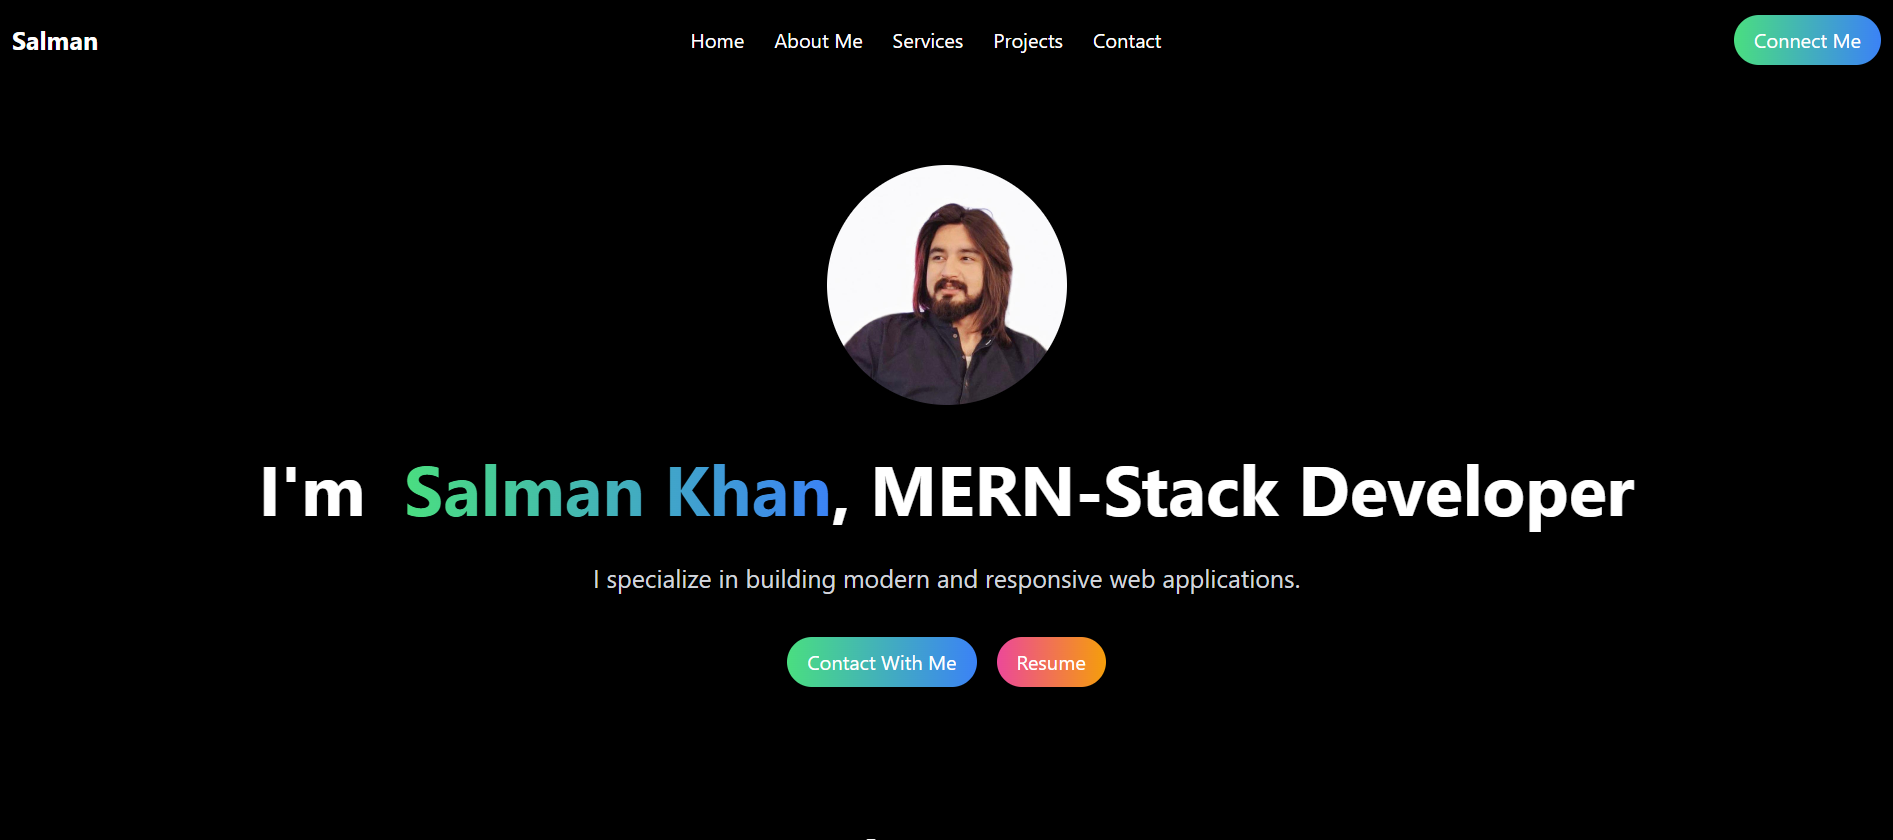 Salman
Home About Me Services Projects Contact
Connect Me
I'm Salman Khan, MERN-Stack Developer
I specialize in building modern and responsive web applications.
Contact With Me
Resume